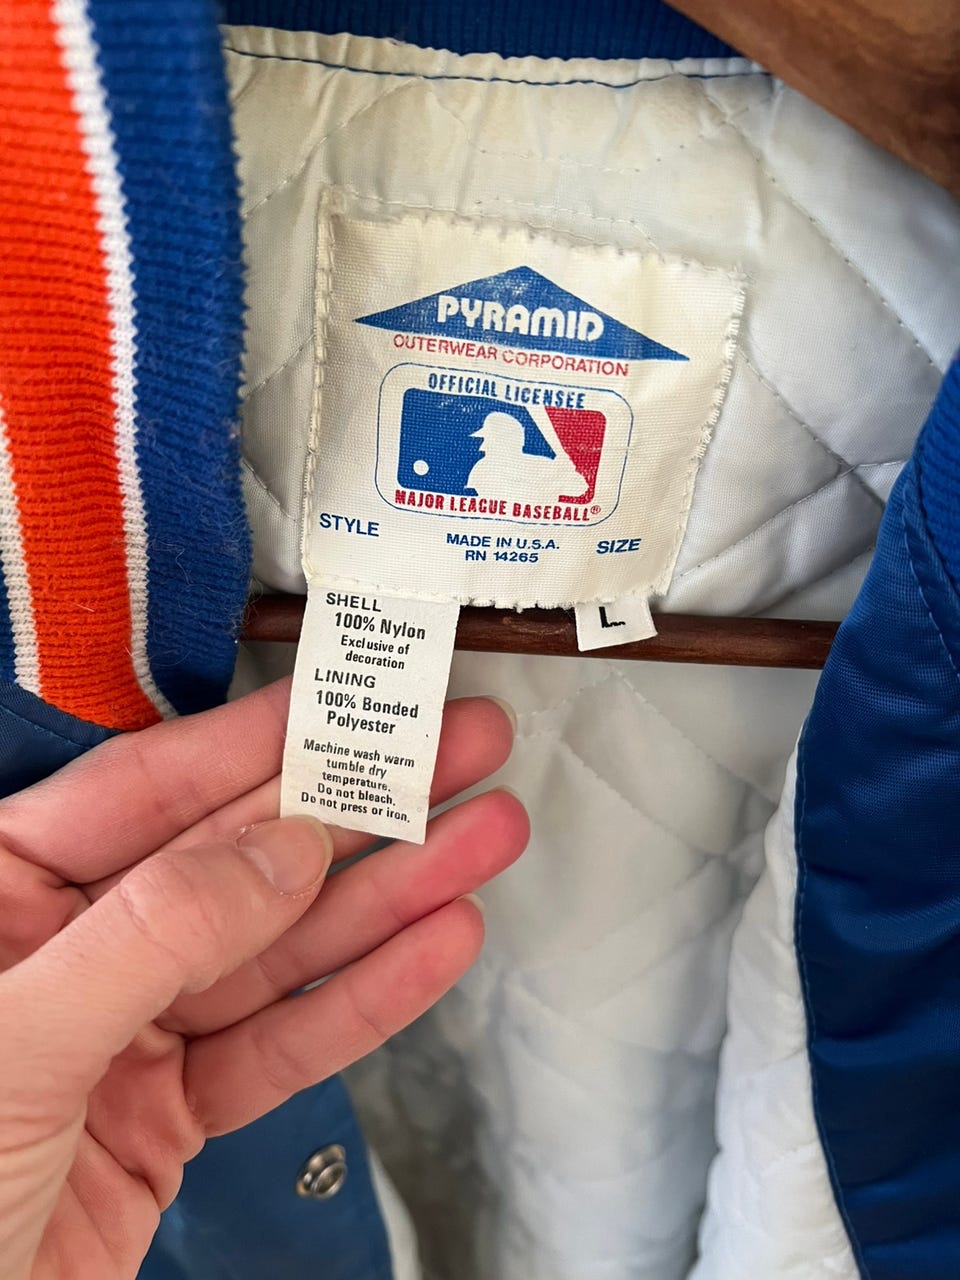 PYRAMID
OUTERWEAR CORPORATION
OFFICIAL LICENSEE
MAJOR LEAGUE BASEBALL®
STYLE
MADE IN U.S.A.
SIZE
RN 14265
L
SHELL
100% Nylon
Exclusive of
decoration
LINING
100% Bonded
Polyester
Machine wash warm
tumble dry
temperature.
Do not bleach.
Do not press or iron.